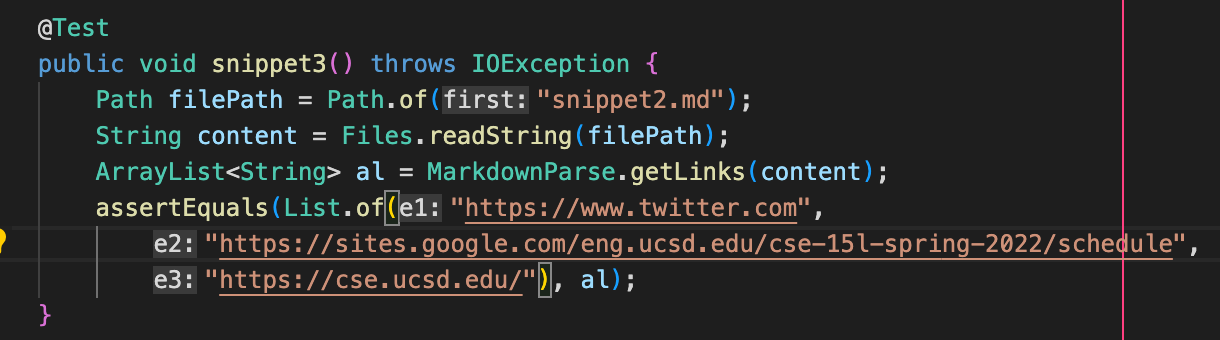 @Test
public void snippet3() throws IOException {
Path filePath = Path.of(first: "snippet2.md");
String content = Files.readString(filePath);
ArrayList<String> al = MarkdownParse.getLinks(content);
assertEquals(List.of(e1: "https://www.twitter.com",
e2: "https://sites.google.com/eng.ucsd.edu/cse-15l-spring-2022/schedule",
e3: "https://cse.ucsd.edu/"), al);
}